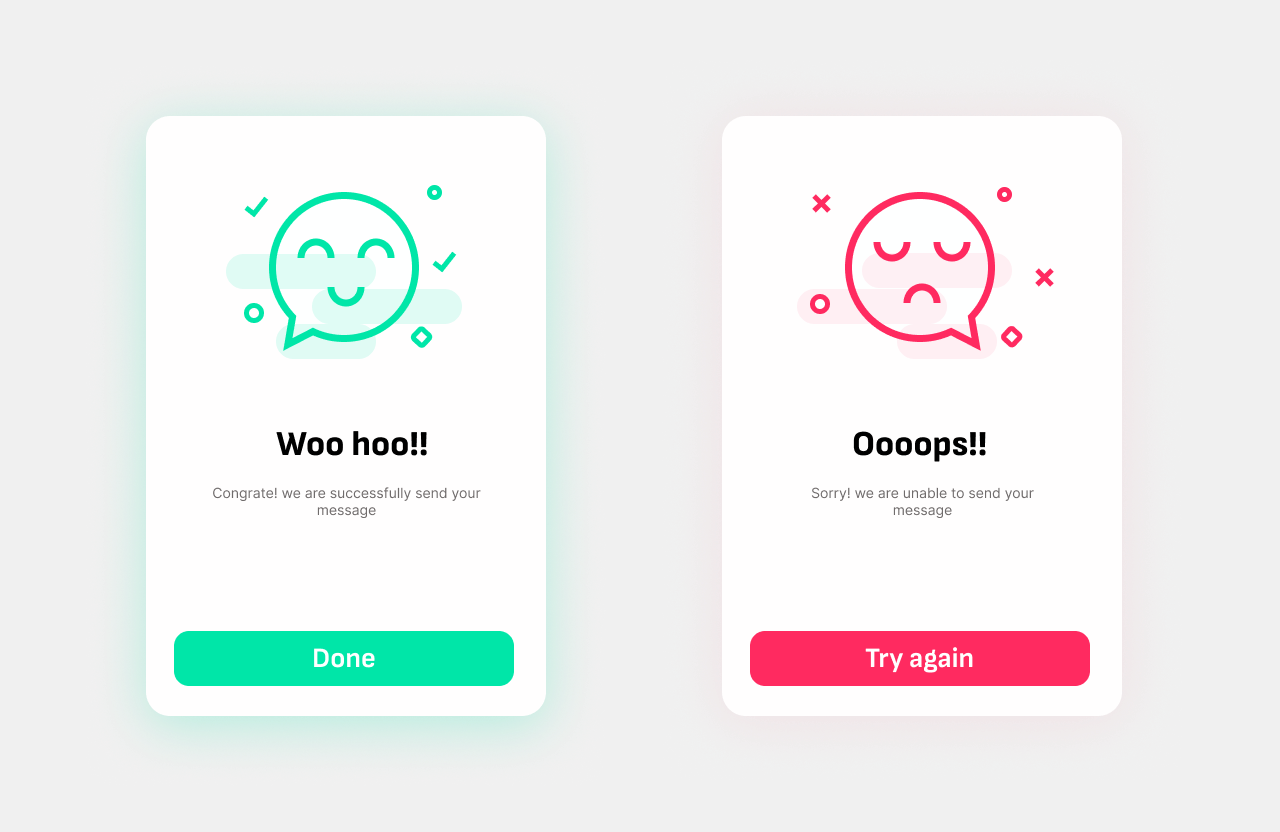 Woo hoo!!
Congrate! we are successfully send your
message
Done
Oooops!!
Sorry! we are unable to send your
message
Try again